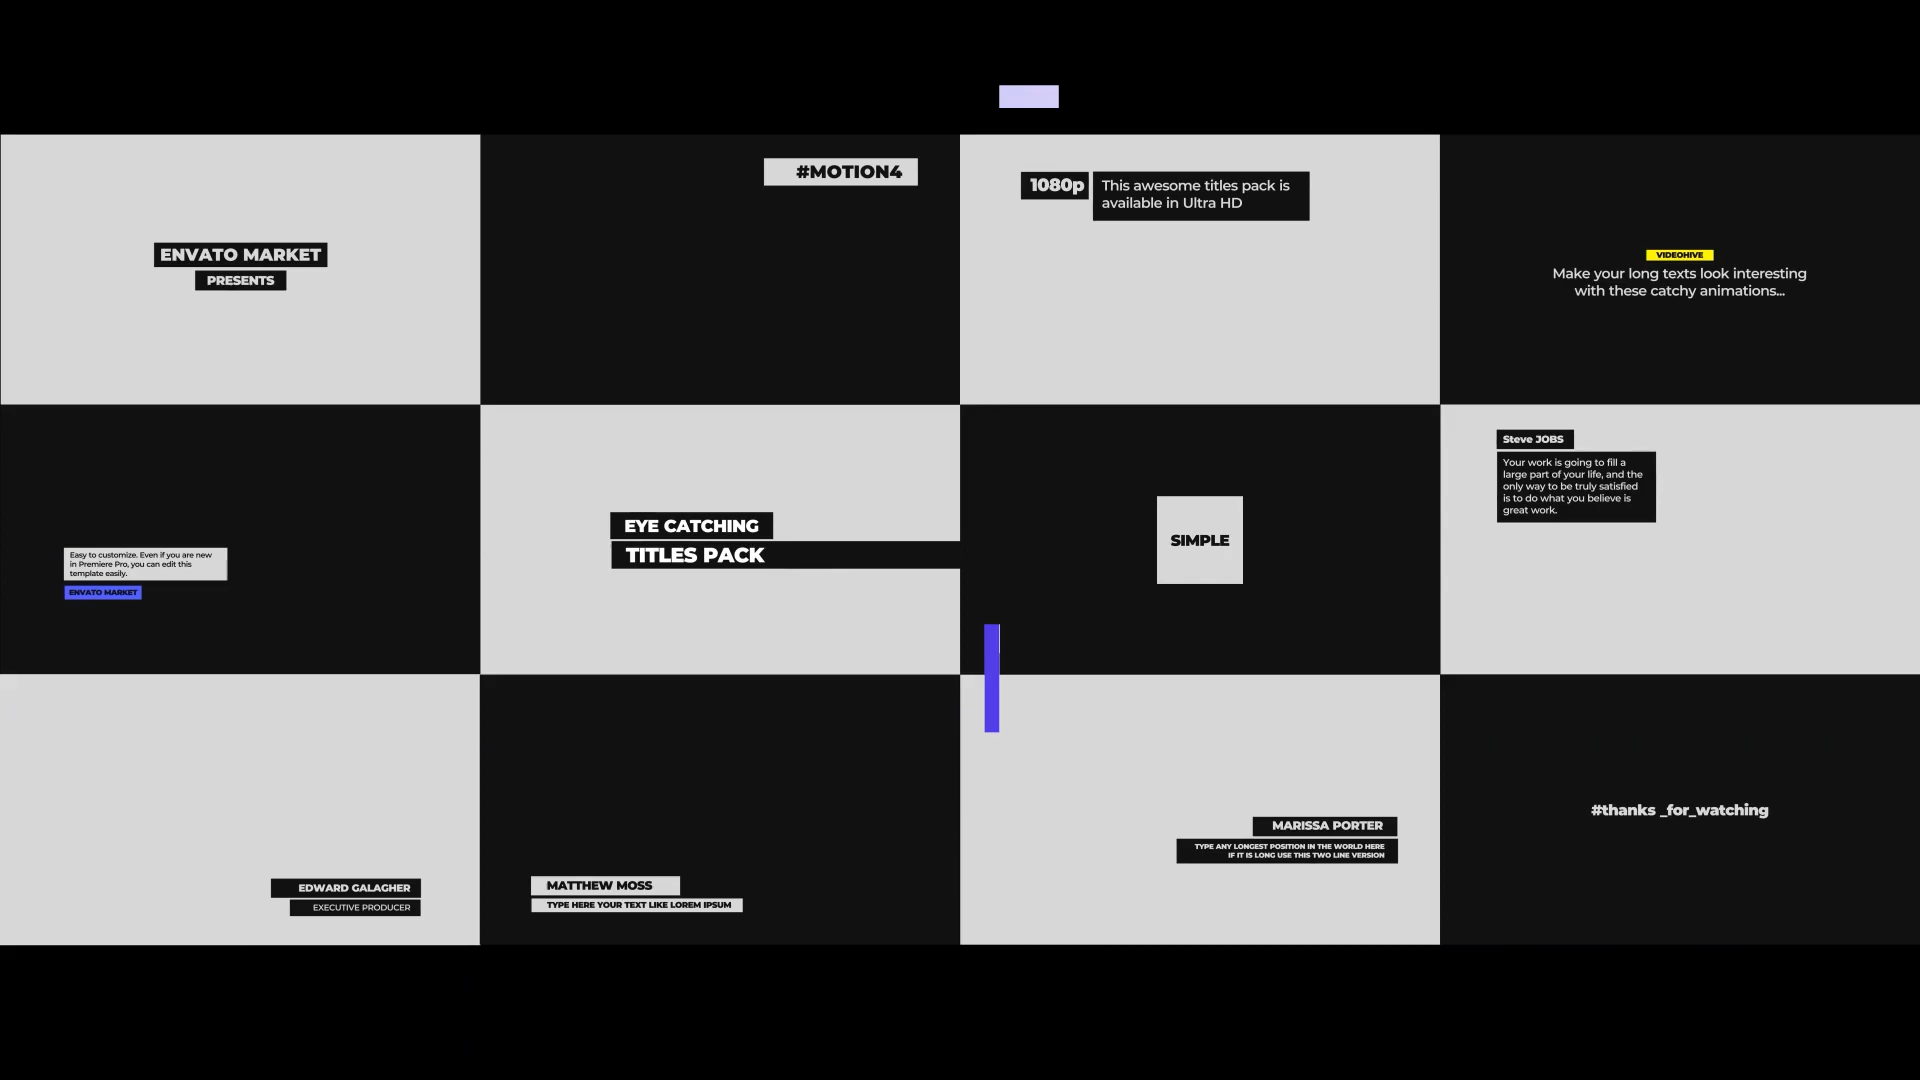 ENVATO MARKET
PRESENTS
#MOTION4
1080p
This awesome titles pack is
available in Ultra HD
VIDEOHIVE
Make your long texts look interesting
with these catchy animations...
Easy to customize. Even if you are new
in Premiere Pro, you can edit this
template easily.
ENVATO MARKET
EYE CATCHING
TITLES PACK
SIMPLE
Steve JOBS
Your work is going to fill a
large part of your life, and the
only way to be truly satisfied
is to do what you believe is
great work.
EDWARD GALAGHER
EXECUTIVE PRODUCER
MATTHEW MOSS
TYPE HERE YOUR TEXT LIKE LOREM IPSUM
MARISSA PORTER
TYPE ANY LONGEST POSITION IN THE WORLD HERE
IF IT IS LONG USE THIS TWO LINE VERSION
#thanks _for_watching